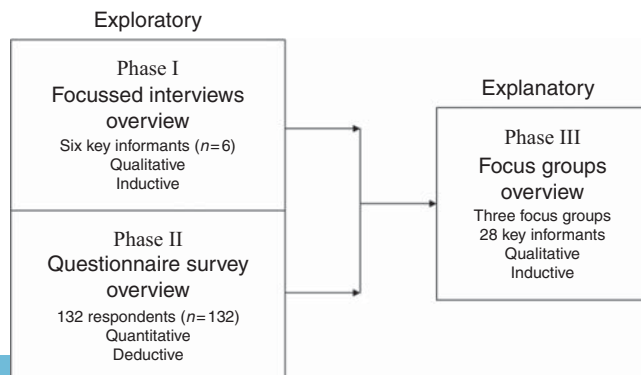 Exploratory
Phase I
Focussed interviews
overview
Six key informants (n=6)
Qualitative
Inductive
Phase II
Questionnaire survey
overview
132 respondents (n=132)
Quantitative
Deductive
Explanatory
Phase III
Focus groups
overview
Three focus groups
28 key informants
Qualitative
Inductive